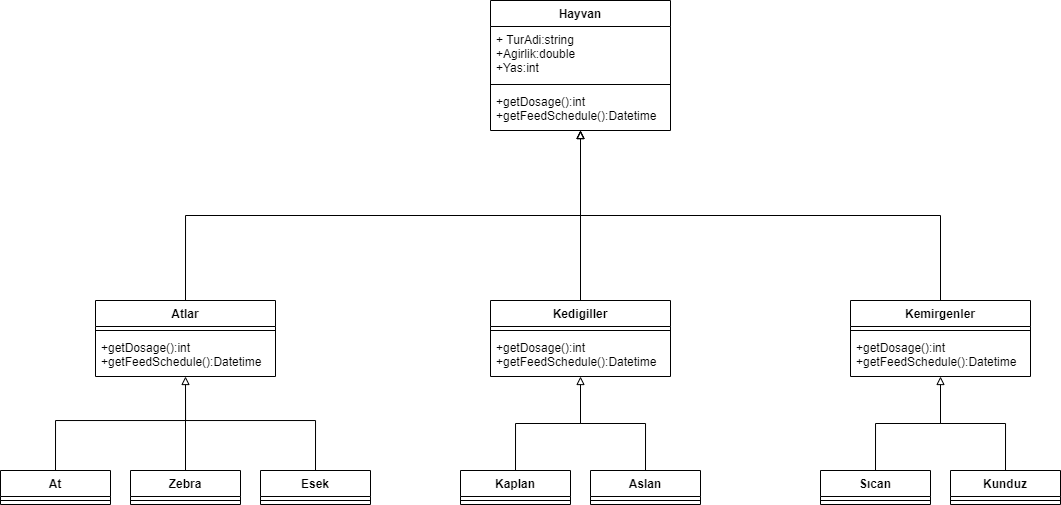 Hayvan
+ TurAdi:string
+Agirlik:double
+Yas:int
+getDosage():int
+getFeedSchedule():Datetime
Atlar
+getDosage():int
+getFeedSchedule():Datetime
Kedigiller
+getDosage():int
+getFeedSchedule():Datetime
Kemirgenler
+getDosage():int
+getFeedSchedule():Datetime
At
Zebra
Esek
Kaplan
Aslan
Sıcan
Kunduz